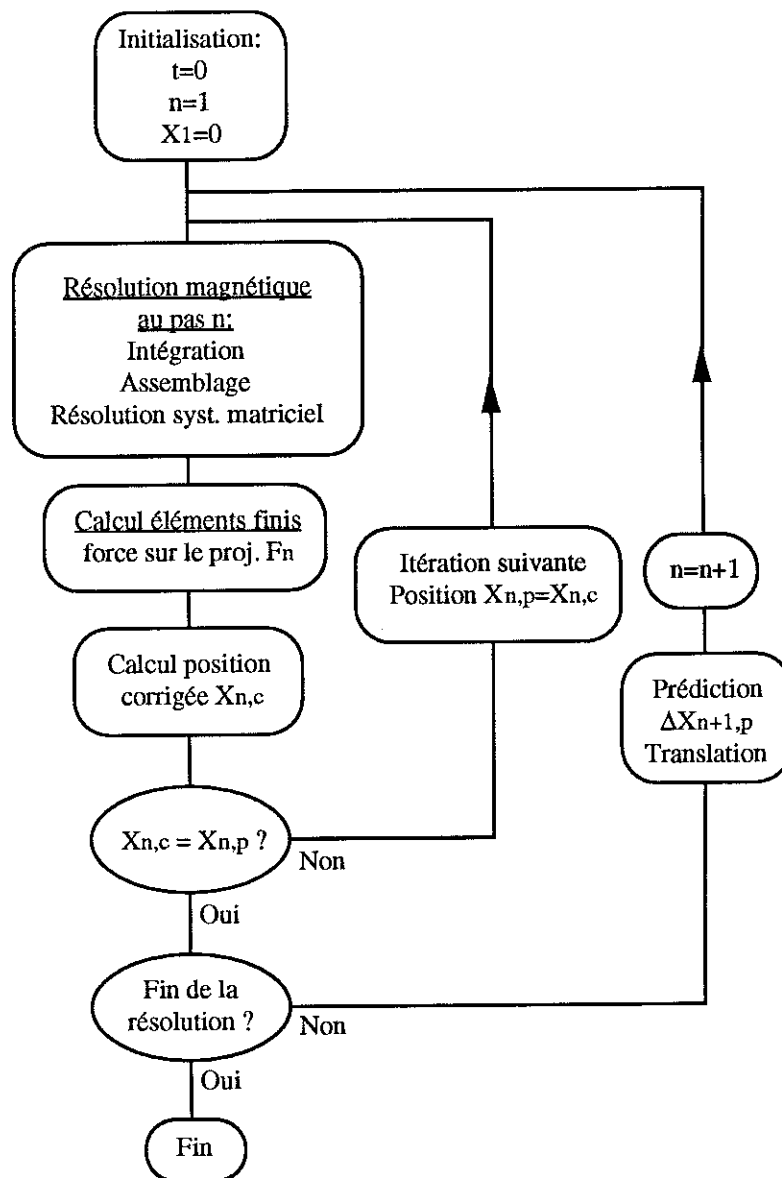 Initialisation:
t=0
n=1
X1=0
Résolution magnétique
au pas n:
Intégration
Assemblage
Résolution syst. matriciel
Calcul éléments finis
force sur le proj. Fn
Itération suivante
Position Xn,p=Xn,c
n=n+1
Calcul position
corrigée Xn,c
Prédiction
ΔXn+1,p
Translation
Xn,c = Xn,p ?
Non
Oui
Fin de la
résolution ?
Non
Oui
Fin